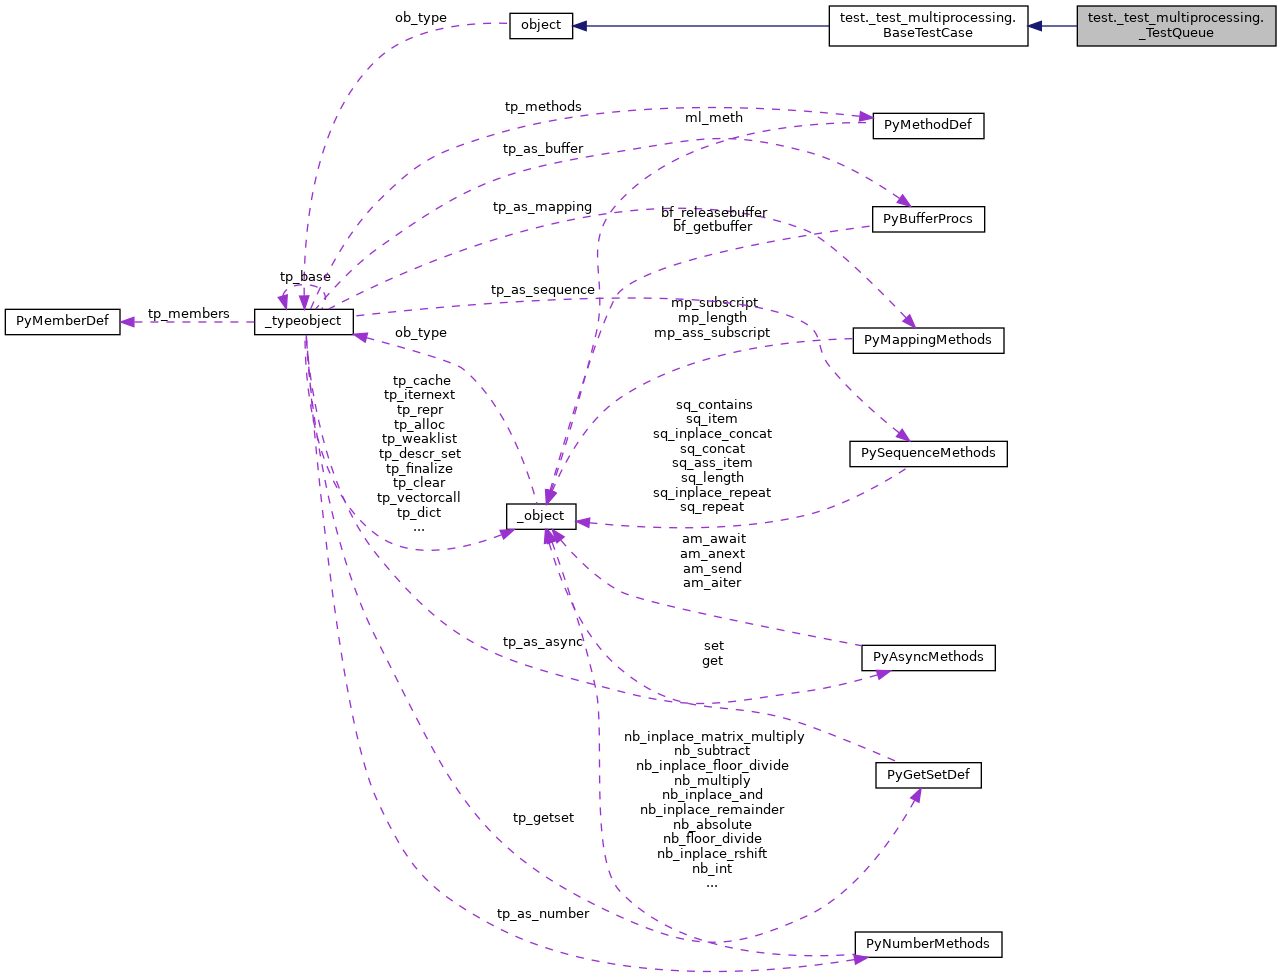 ob_type
object
test._test_multiprocessing.
BaseTestCase
test._test_multiprocessing.
_TestQueue
tp_methods
ml_meth
PyMethodDef
tp_as_buffer
tp_as_mapping
bf_releasebuffer
bf_getbuffer
PyBufferProcs
tp_base
tp_as_sequence
mp_subscript
mp_length
mp_ass_subscript
PyMemberDef
tp_members
_typeobject
ob_type
PyMappingMethods
tp_cache
tp_iternext
tp_repr
tp_alloc
tp_weaklist
tp_descr_set
tp_finalize
tp_clear
tp_vectorcall
tp_dict
...
sq_contains
sq_item
sq_inplace_concat
sq_concat
sq_ass_item
sq_length
sq_inplace_repeat
sq_repeat
PySequenceMethods
_object
am_await
am_anext
am_send
am_aiter
tp_as_async
set
get
PyAsyncMethods
nb_inplace_matrix_multiply
nb_subtract
nb_inplace_floor_divide
nb_multiply
nb_inplace_and
nb_inplace_remainder
nb_absolute
nb_floor_divide
nb_inplace_rshift
nb_int
...
PyGetSetDef
tp_getset
tp_as_number
PyNumberMethods